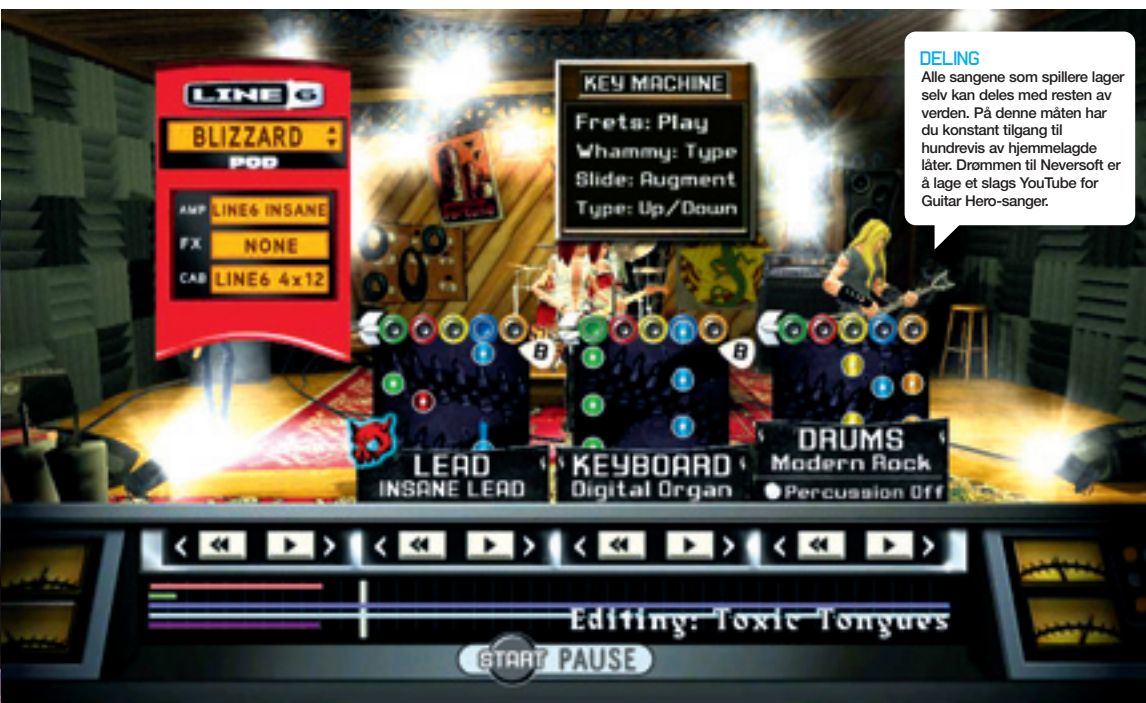 DELING
Alle sangene som spillere lager
selv kan deles med resten av
verden. På denne måten har
du konstant tilgang til
hundrevis av hjemmelagde
låter. Drømmen til Neversoft er
å lage et slags YouTube for
Guitar Hero-sanger.
LINE 6
BLIZZARD
POD
AMP LINE6 INSANE
FX NONE
CAB LINE6 4x12
KEY MACHINE
Frets: Play
Whammy: Type
Slide: Augment
Type: Up/Down
8
8
LEAD
INSANE LEAD
KEYBOARD
Digital Organ
DRUMS
Modern Rock
Percussion Off
Editing: Toxic Tongues
START PAUSE